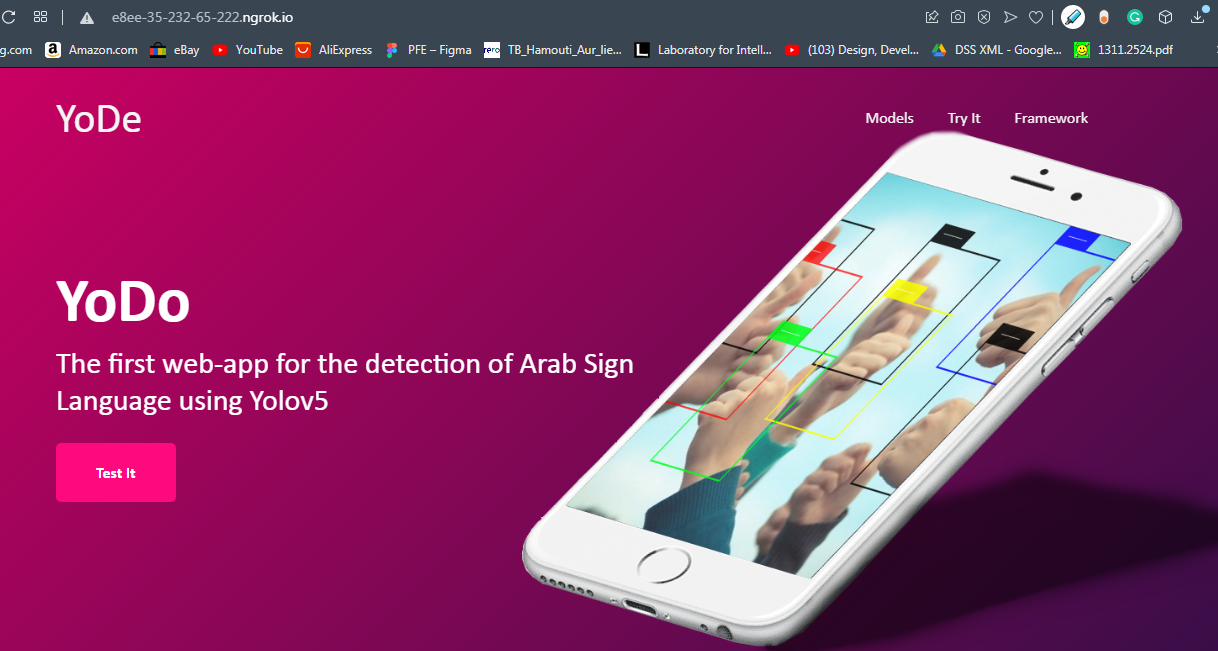 e8ee-35-232-65-222.ngrok.io
g.com Amazon.com eBay YouTube AliExpress PFE – Figma TB_Hamouti_Aur_lie... Laboratory for Intell... (103) Design, Devel... DSS XML - Google... 1311.2524.pdf
YoDe
Models Try It Framework
YoDo
The first web-app for the detection of Arab Sign
Language using Yolov5
Test It